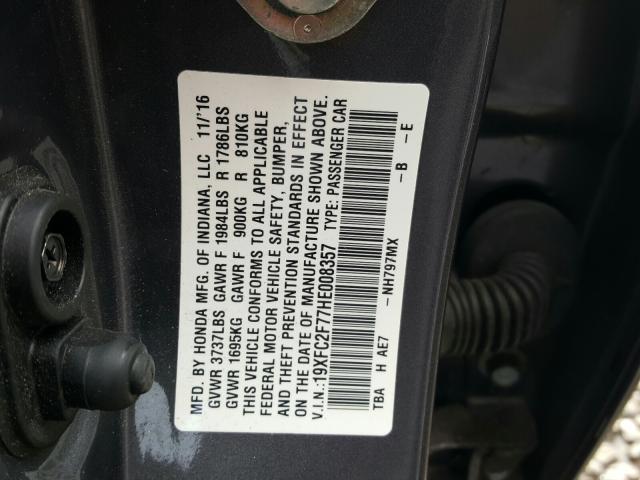 MFD. BY HONDA MFG. OF INDIANA, LLC 11/'16
GVWR 3737LBS GAWR F 1984LBS R 1786LBS
GVWR 1695KG GAWR F 900KG R 810KG
THIS VEHICLE CONFORMS TO ALL APPLICABLE
FEDERAL MOTOR VEHICLE SAFETY, BUMPER,
AND THEFT PREVENTION STANDARDS IN EFFECT
ON THE DATE OF MANUFACTURE SHOWN ABOVE.
V.I.N.:19XFC2F77HE008357 TYPE: PASSENGER CAR
TBA H AE7 –NH797MX –B –E